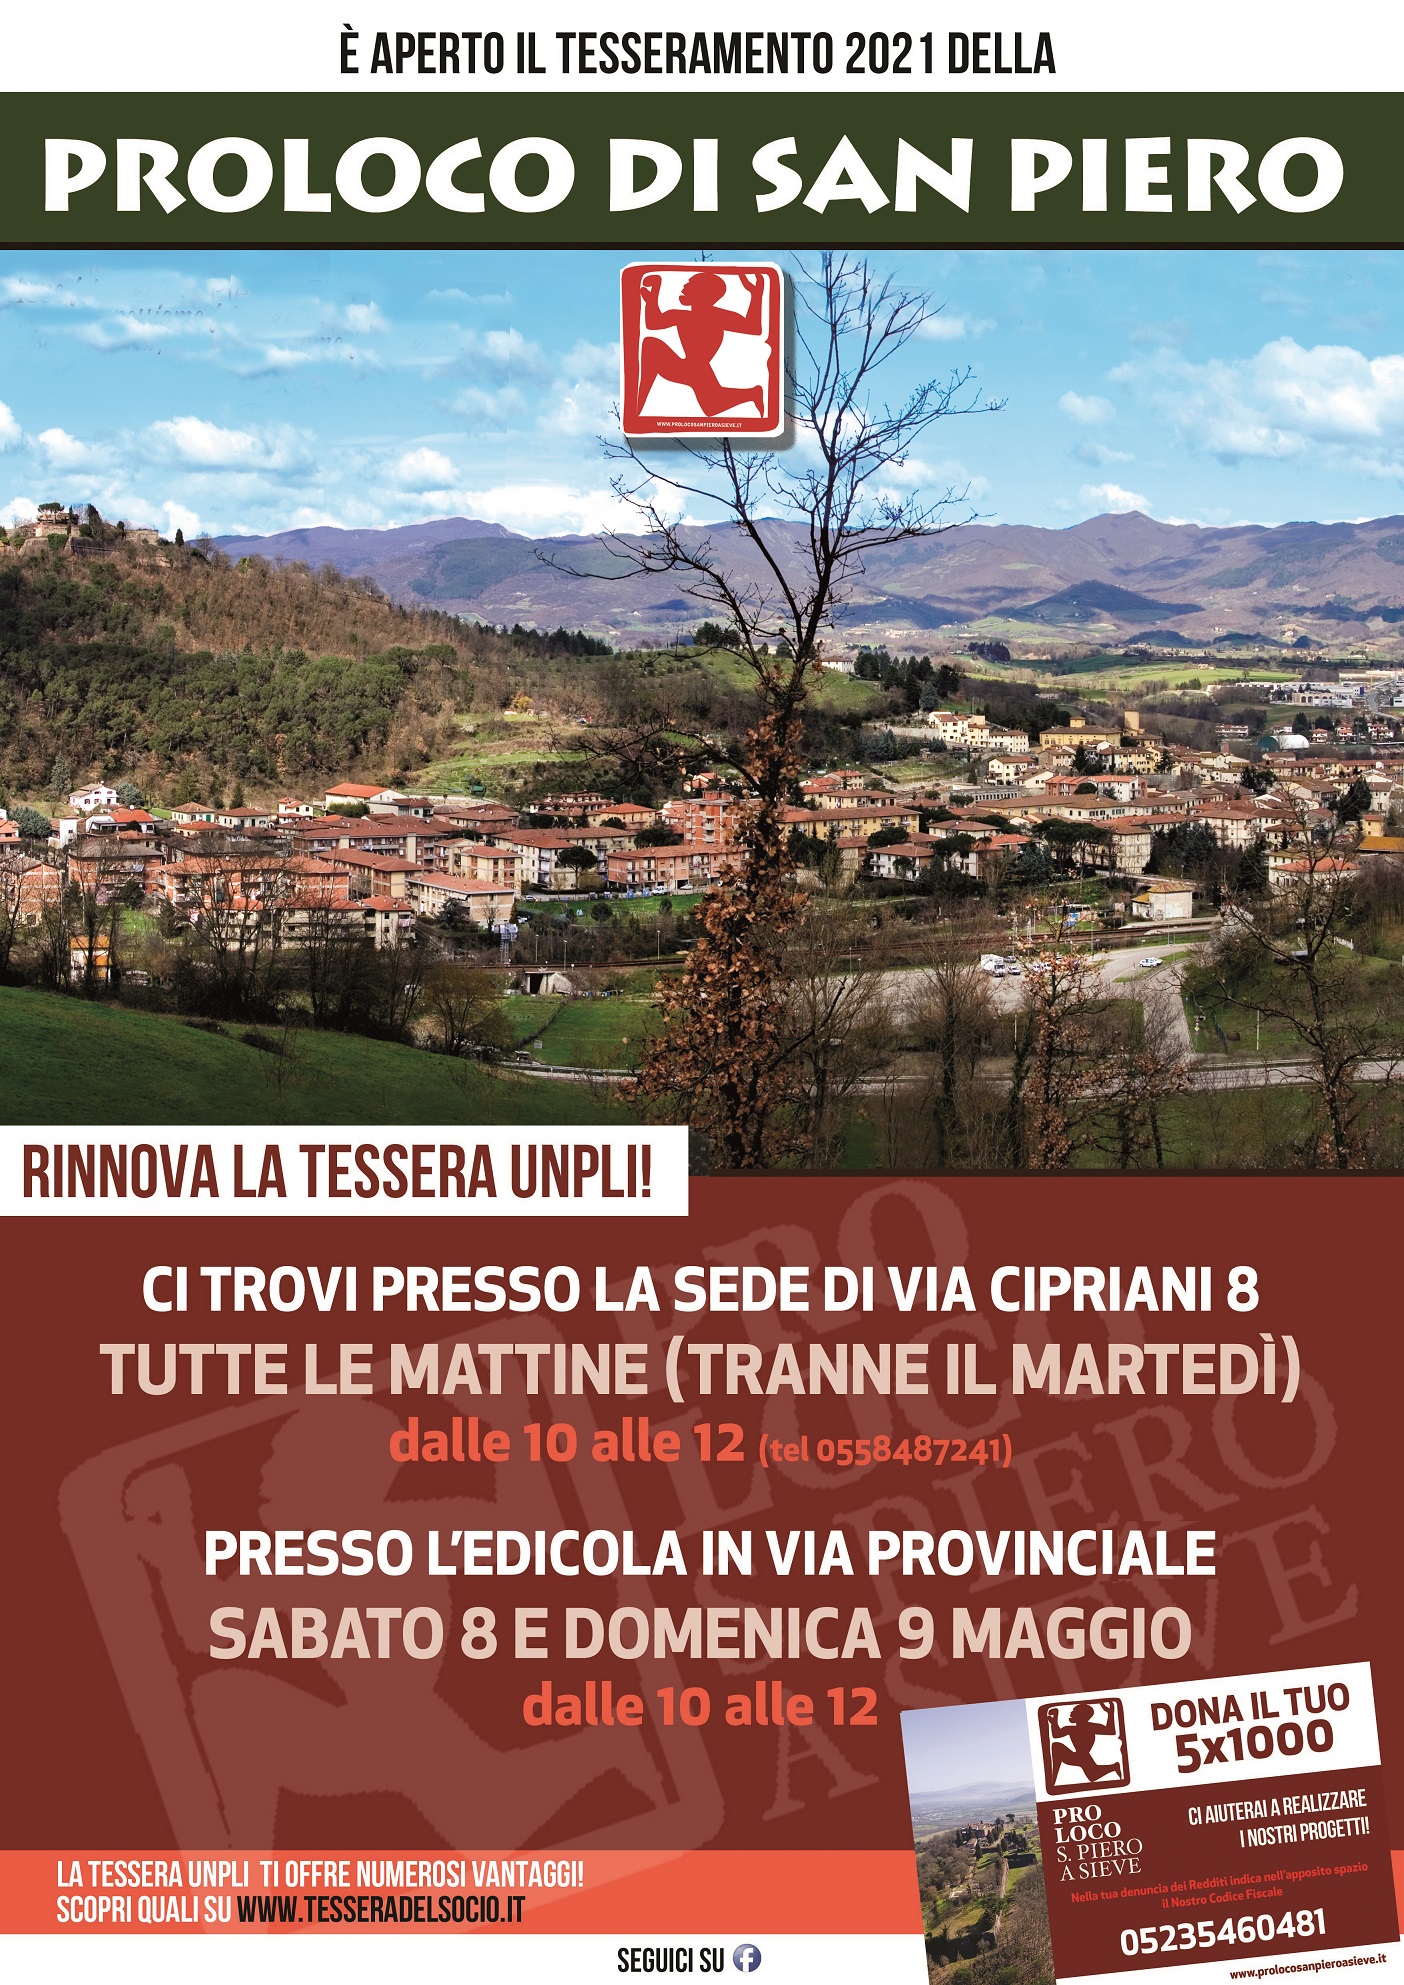 È APERTO IL TESSERAMENTO 2021 DELLA
PROLOCO DI SAN PIERO
WWW.PROLOCOSANPIEROASIEVE.IT
RINNOVA LA TESSERA UNPLI!
CI TROVI PRESSO LA SEDE DI VIA CIPRIANI 8
TUTTE LE MATTINE (TRANNE IL MARTEDÌ)
dalle 10 alle 12 (tel 0558487241)
PRESSO L'EDICOLA IN VIA PROVINCIALE
SABATO 8 E DOMENICA 9 MAGGIO
dalle 10 alle 12
PRO
LOCO
S. PIERO
A SIEVE
DONA IL TUO
5x1000
PRO
LOCO
S. PIERO
A SIEVE
CI AIUTERAI A REALIZZARE
I NOSTRI PROGETTI!
Nella tua denuncia dei Redditi indica nell'apposito spazio
il Nostro Codice Fiscale
05235460481
www.prolocosanpieroasieve.it
LA TESSERA UNPLI TI OFFRE NUMEROSI VANTAGGI!
SCOPRI QUALI SU WWW.TESSERADELSOCIO.IT
SEGUICI SU f